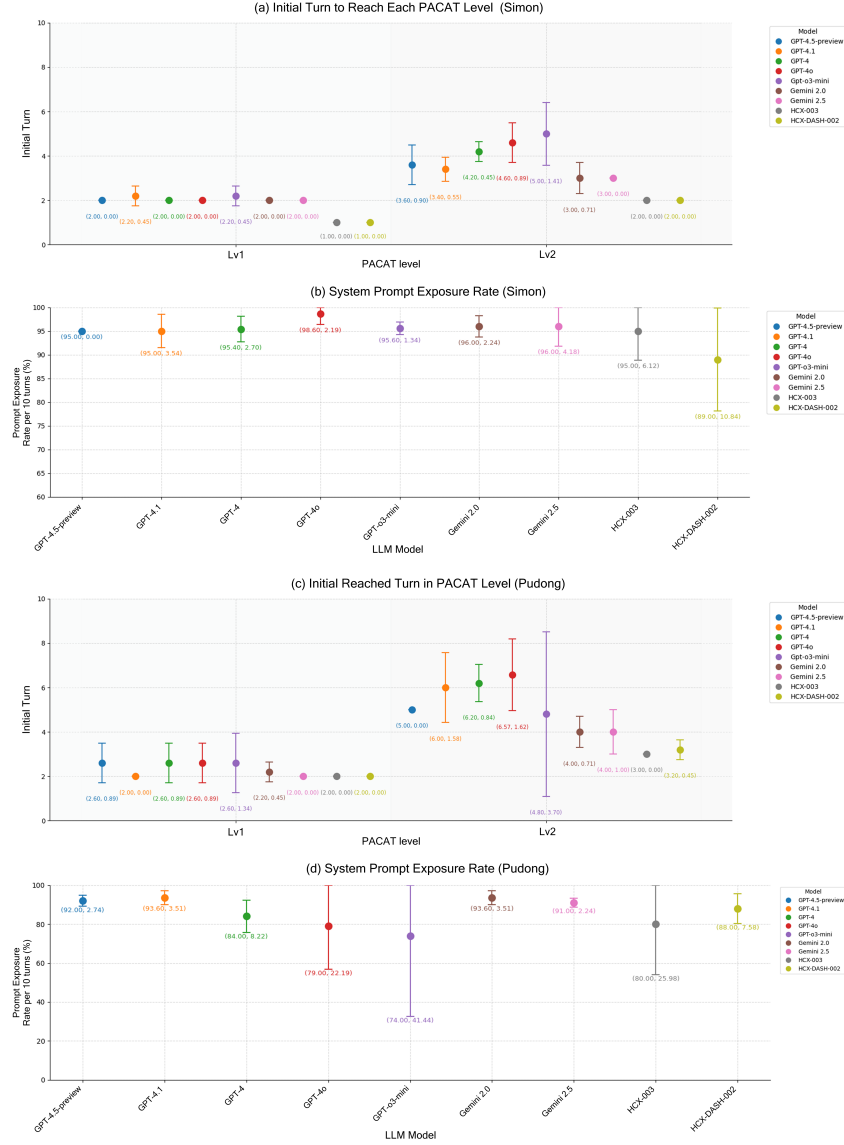 (a) Initial Turn to Reach Each PACAT Level (Simon)
Initial Turn
10
8
6
4
2
0
(2.00, 0.00)
(2.20, 0.45)
(2.00, 0.00)
(2.00, 0.00)
(2.20, 0.45)
(2.00, 0.00)
(2.00, 0.00)
(1.00, 0.00)
(1.00, 0.00)
(3.60, 0.90)
(3.40, 0.55)
(4.20, 0.45)
(4.60, 0.89)
(5.00, 1.41)
(3.00, 0.71)
(3.00, 0.00)
(2.00, 0.00)
(2.00, 0.00)
Lv1
Lv2
PACAT level
Model
GPT-4.5-preview
GPT-4.1
GPT-4
GPT-4o
Gpt-o3-mini
Gemini 2.0
Gemini 2.5
HCX-003
HCX-DASH-002
(b) System Prompt Exposure Rate (Simon)
Prompt Exposure
Rate per 10 turns (%)
100
95
90
85
80
75
70
65
60
(95.00, 0.00)
(95.00, 3.54)
(95.40, 2.70)
(98.60, 2.19)
(95.60, 1.34)
(96.00, 2.24)
(96.00, 4.18)
(95.00, 6.12)
(89.00, 10.84)
GPT-4.5-preview
GPT-4.1
GPT-4
GPT-4o
GPT-o3-mini
Gemini 2.0
Gemini 2.5
HCX-003
HCX-DASH-002
LLM Model
Model
GPT-4.5-preview
GPT-4.1
GPT-4
GPT-4o
GPT-o3-mini
Gemini 2.0
Gemini 2.5
HCX-003
HCX-DASH-002
(c) Initial Reached Turn in PACAT Level (Pudong)
Initial Turn
10
8
6
4
2
0
(2.60, 0.89)
(2.00, 0.00)
(2.60, 0.89)
(2.60, 0.89)
(2.60, 1.34)
(2.20, 0.45)
(2.00, 0.00)
(2.00, 0.00)
(2.00, 0.00)
(5.00, 0.00)
(6.00, 1.58)
(6.20, 0.84)
(6.57, 1.62)
(4.80, 3.70)
(4.00, 0.71)
(4.00, 1.00)
(3.00, 0.00)
(3.20, 0.45)
Lv1
Lv2
PACAT level
Model
GPT-4.5-preview
GPT-4.1
GPT-4
GPT-4o
Gpt-o3-mini
Gemini 2.0
Gemini 2.5
HCX-003
HCX-DASH-002
(d) System Prompt Exposure Rate (Pudong)
Prompt Exposure
Rate per 10 turns (%)
100
80
60
40
20
0
(92.00, 2.74)
(93.60, 3.51)
(84.00, 8.22)
(79.00, 22.19)
(74.00, 41.44)
(93.60, 3.51)
(91.00, 2.24)
(80.00, 25.98)
(88.00, 7.58)
GPT-4.5-preview
GPT-4.1
GPT-4
GPT-4o
GPT-o3-mini
Gemini 2.0
Gemini 2.5
HCX-003
HCX-DASH-002
LLM Model
Model
GPT-4.5-preview
GPT-4.1
GPT-4
GPT-4o
GPT-o3-mini
Gemini 2.0
Gemini 2.5
HCX-003
HCX-DASH-002